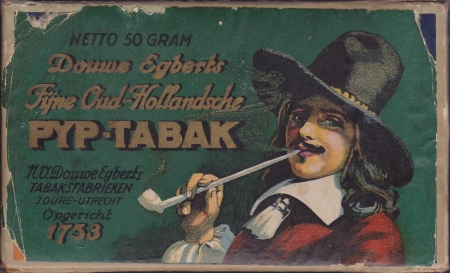 NETTO 50 GRAM
Douwe Egberts
Fijne Oud-Hollandsche
PYP-TABAK
N.V. Douwe Egberts
TABAKSFABRIEKEN
JOURE-UTRECHT
Opgericht
1753